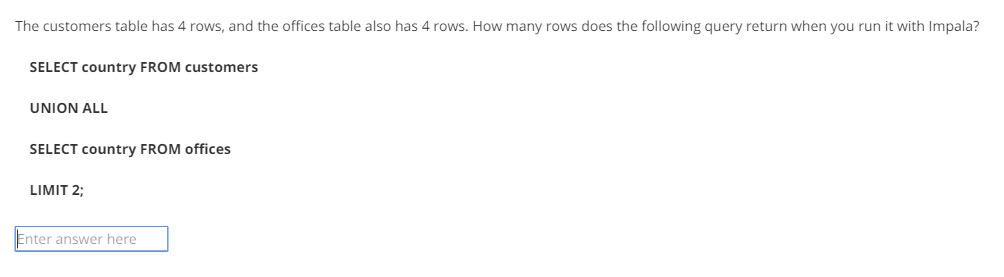 The customers table has 4 rows, and the offices table also has 4 rows. How many rows does the following query return when you run it with Impala?
SELECT country FROM customers
UNION ALL
SELECT country FROM offices
LIMIT 2;
Enter answer here